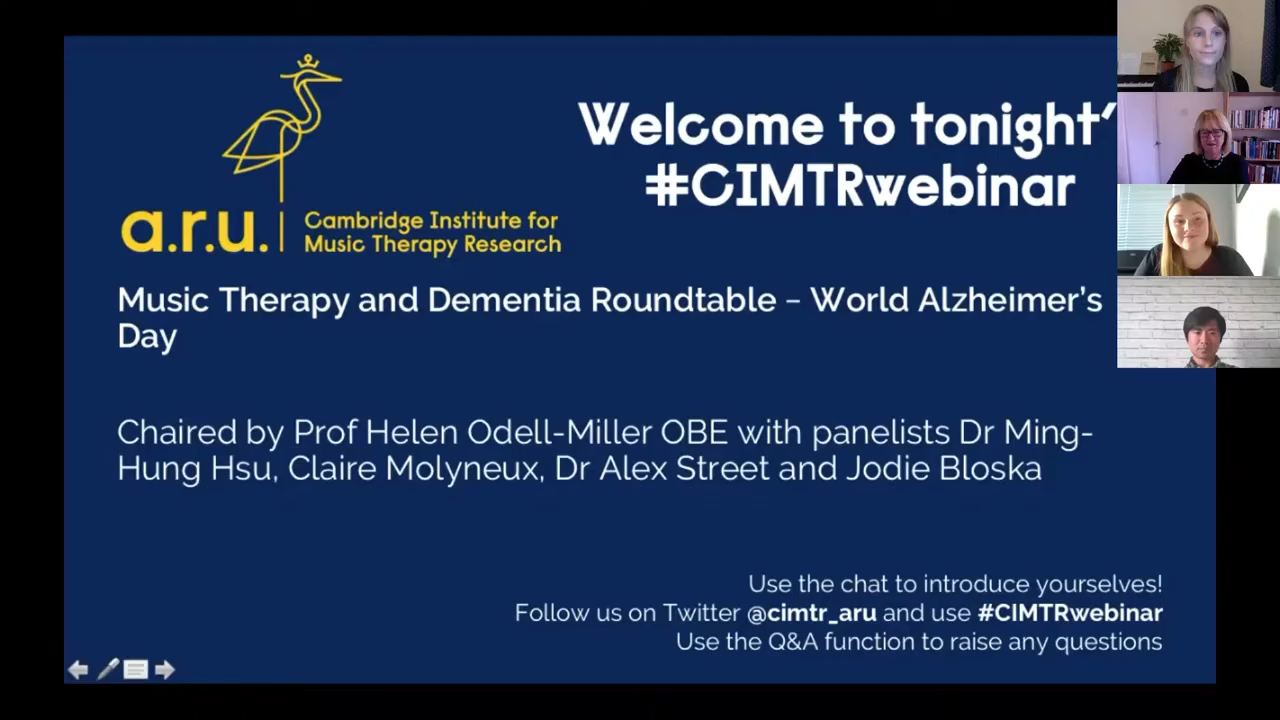 Welcome to tonight'
#CIMTRwebinar
a.r.u.
Cambridge Institute for
Music Therapy Research
Music Therapy and Dementia Roundtable – World Alzheimer's
Day
Chaired by Prof Helen Odell-Miller OBE with panelists Dr Ming-
Hung Hsu, Claire Molyneux, Dr Alex Street and Jodie Bloska
Use the chat to introduce yourselves!
Follow us on Twitter @cimtr_aru and use #CIMTRwebinar
Use the Q&A function to raise any questions